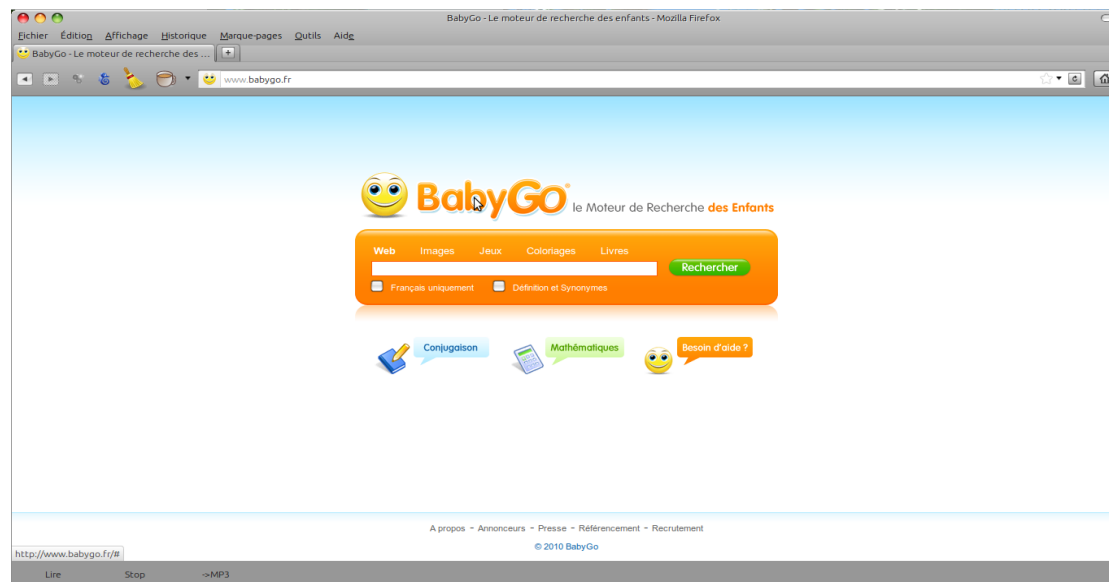 BabyGo - Le moteur de recherche des enfants - Mozilla Firefox
Fichier Édition Affichage Historique Marque-pages Outils Aide
BabyGo - Le moteur de recherche des ... +
www.babygo.fr
BabyGO le Moteur de Recherche des Enfants
Web Images Jeux Coloriages Livres
Rechercher
Français uniquement Définition et Synonymes
Conjugaison Mathématiques Besoin d'aide ?
A propos - Annonceurs - Presse - Référencement - Recrutement
© 2010 BabyGo
http://www.babygo.fr/#
Lire Stop ->MP3